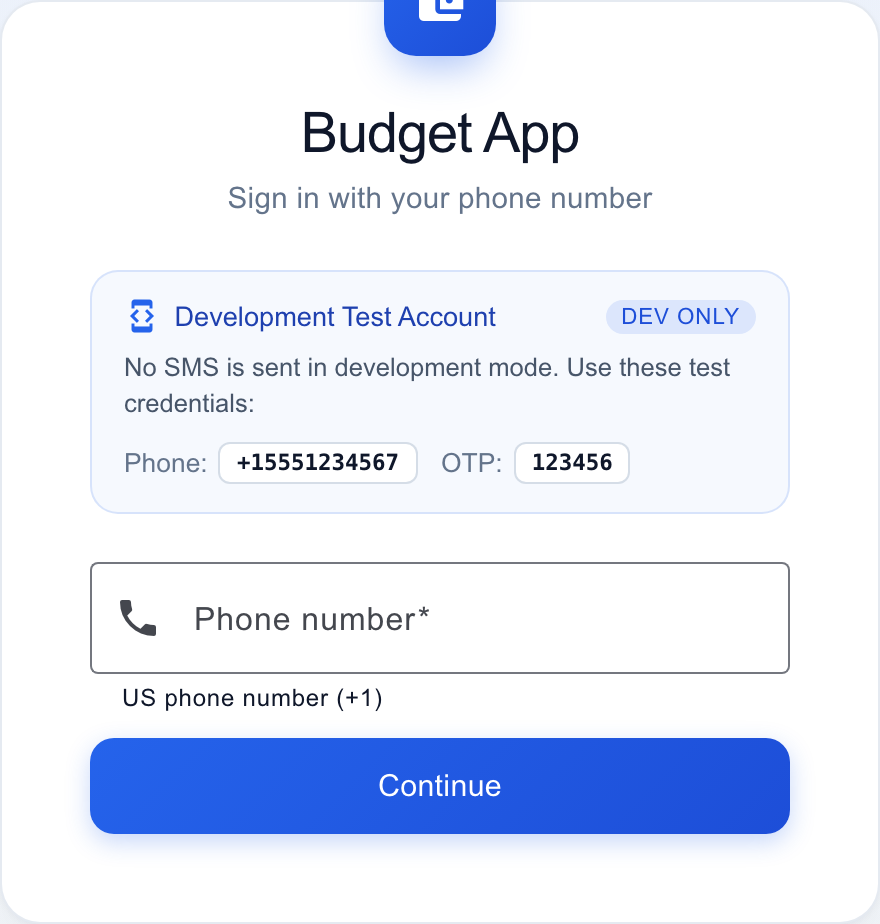 Budget App
Sign in with your phone number
Development Test Account
DEV ONLY
No SMS is sent in development mode. Use these test
credentials:
Phone: +15551234567 OTP: 123456
Phone number*
US phone number (+1)
Continue